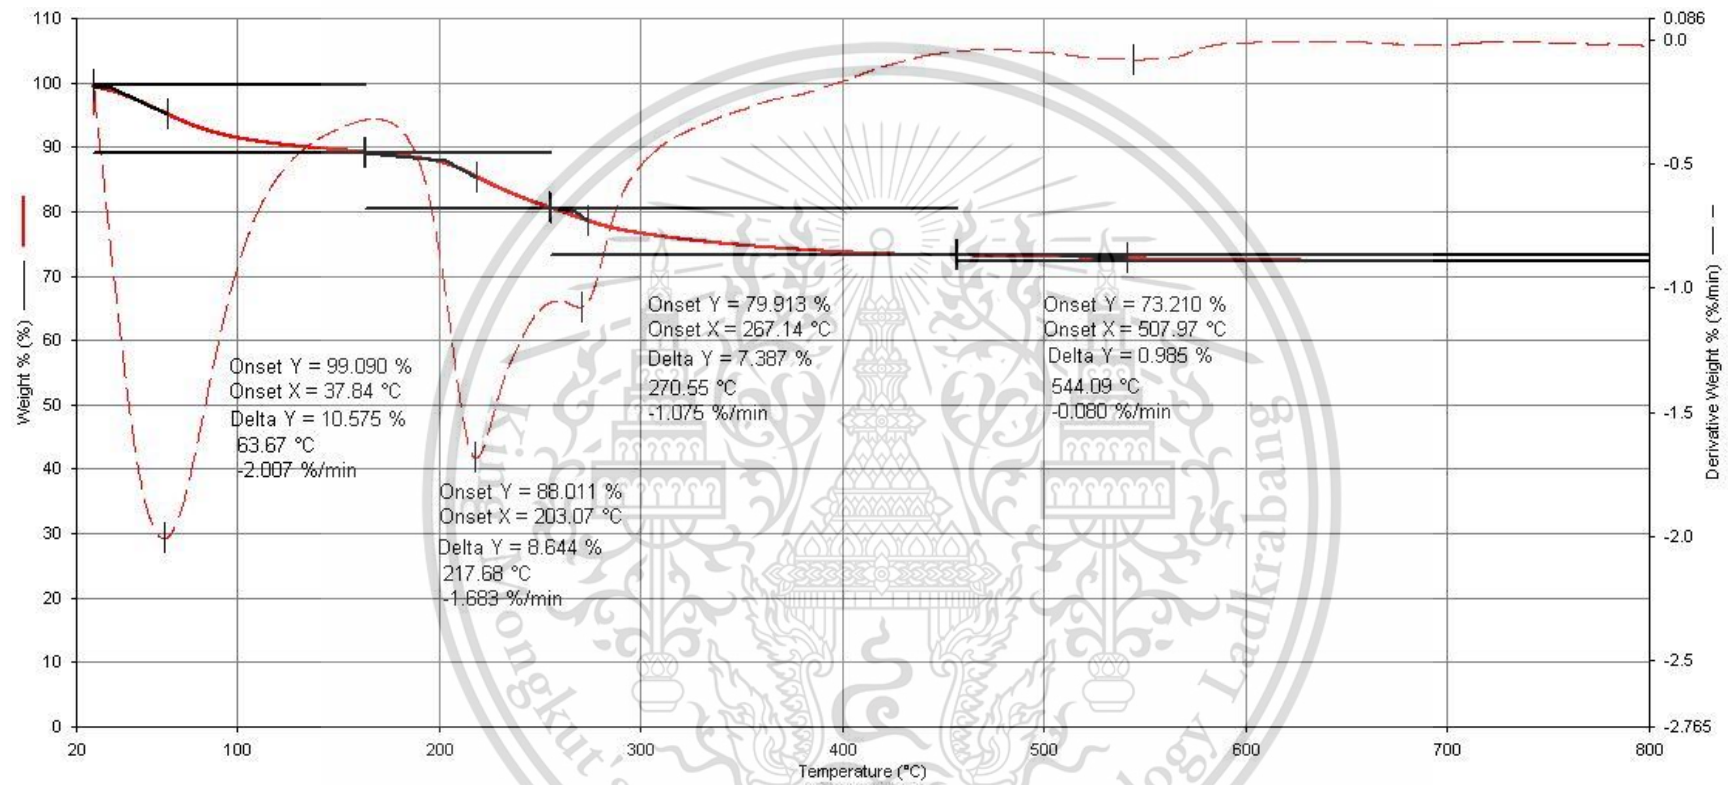 110
100
90
80
70
60
50
40
30
20
10
0
Weight % (%)
Onset Y = 99.090 %
Onset X = 37.84 °C
Delta Y = 10.575 %
63.67 °C
-2.007 %/min
Onset Y = 88.011 %
Onset X = 203.07 °C
Delta Y = 8.644 %
217.68 °C
-1.683 %/min
Onset Y = 79.913 %
Onset X = 267.14 °C
Delta Y = 7.387 %
270.55 °C
-1.075 %/min
Onset Y = 73.210 %
Onset X = 507.97 °C
Delta Y = 0.985 %
544.09 °C
-0.080 %/min
0.086
0.0
-0.5
-1.0
-1.5
-2.0
-2.5
-2.765
Derivative Weight % (%/min)
20 100 200 300 400 500 600 700 800
Temperature (°C)
Ladkrabang